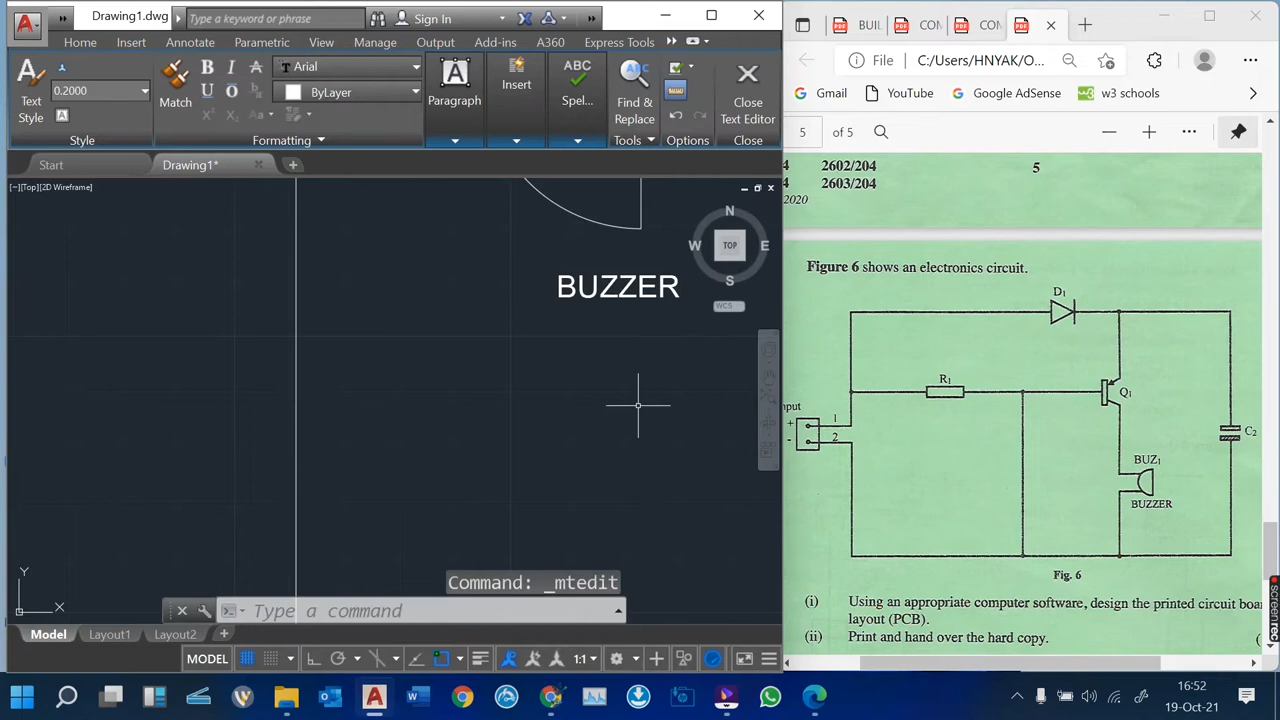 Drawing1.dwg
Type a keyword or phrase
Sign In
Home Insert Annotate Parametric View Manage Output Add-ins A360 Express Tools
Text Style
0.2000
Style
Match
B I A
U O
Arial
ByLayer
Formatting
Paragraph
Insert
ABC
Spel...
Find & Replace
Tools
Options
Close Text Editor
Close
Start
Drawing1*
[−][Top][2D Wireframe]
N
W TOP E
S
WCS
BUZZER
Y
X
Command: _mtedit
Type a command
Model Layout1 Layout2
MODEL
1:1
BUIL
CON
CON
File
C:/Users/HNYAK/O...
Gmail YouTube Google AdSense w3 schools
5 of 5
4 2602/204
4 2603/204
2020
5
Figure 6 shows an electronics circuit.
D1
R1
Q1
nput
+
-
1
2
C2
BUZ1
BUZZER
Fig. 6
(i) Using an appropriate computer software, design the printed circuit boa
layout (PCB).
(ii) Print and hand over the hard copy.
(
screenrec
16:52
19-Oct-21